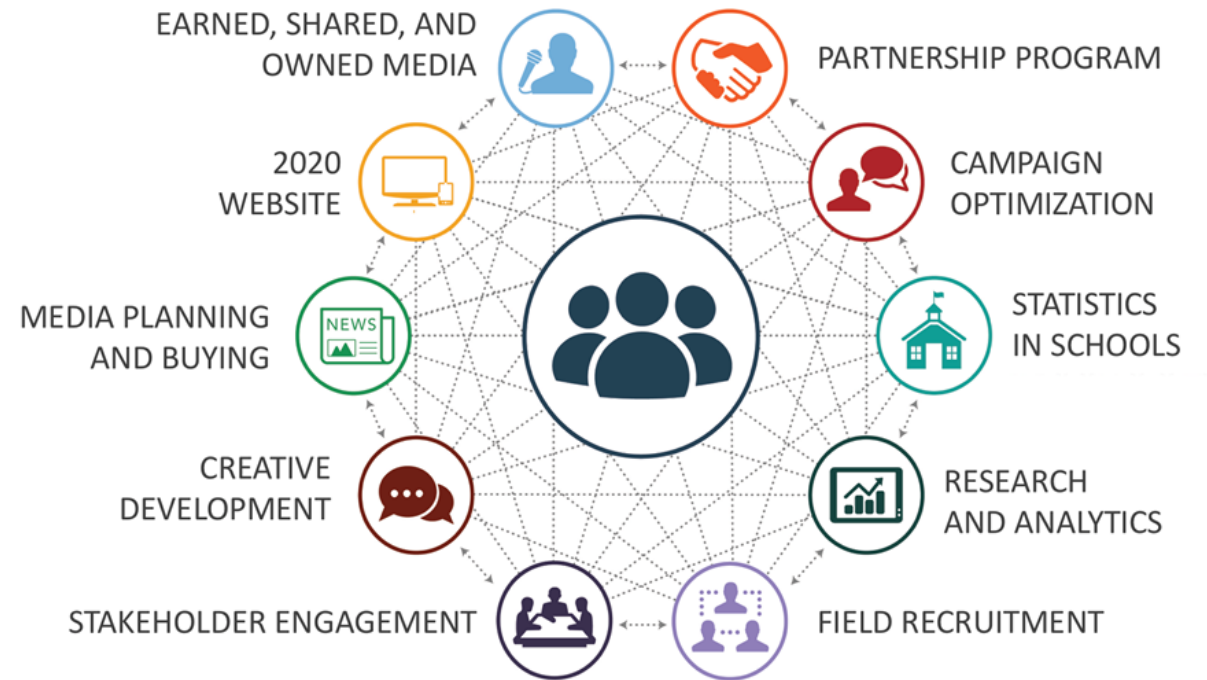 EARNED, SHARED, AND
OWNED MEDIA
PARTNERSHIP PROGRAM
2020
WEBSITE
CAMPAIGN
OPTIMIZATION
MEDIA PLANNING
AND BUYING
NEWS
STATISTICS
IN SCHOOLS
CREATIVE
DEVELOPMENT
RESEARCH
AND ANALYTICS
STAKEHOLDER ENGAGEMENT
FIELD RECRUITMENT